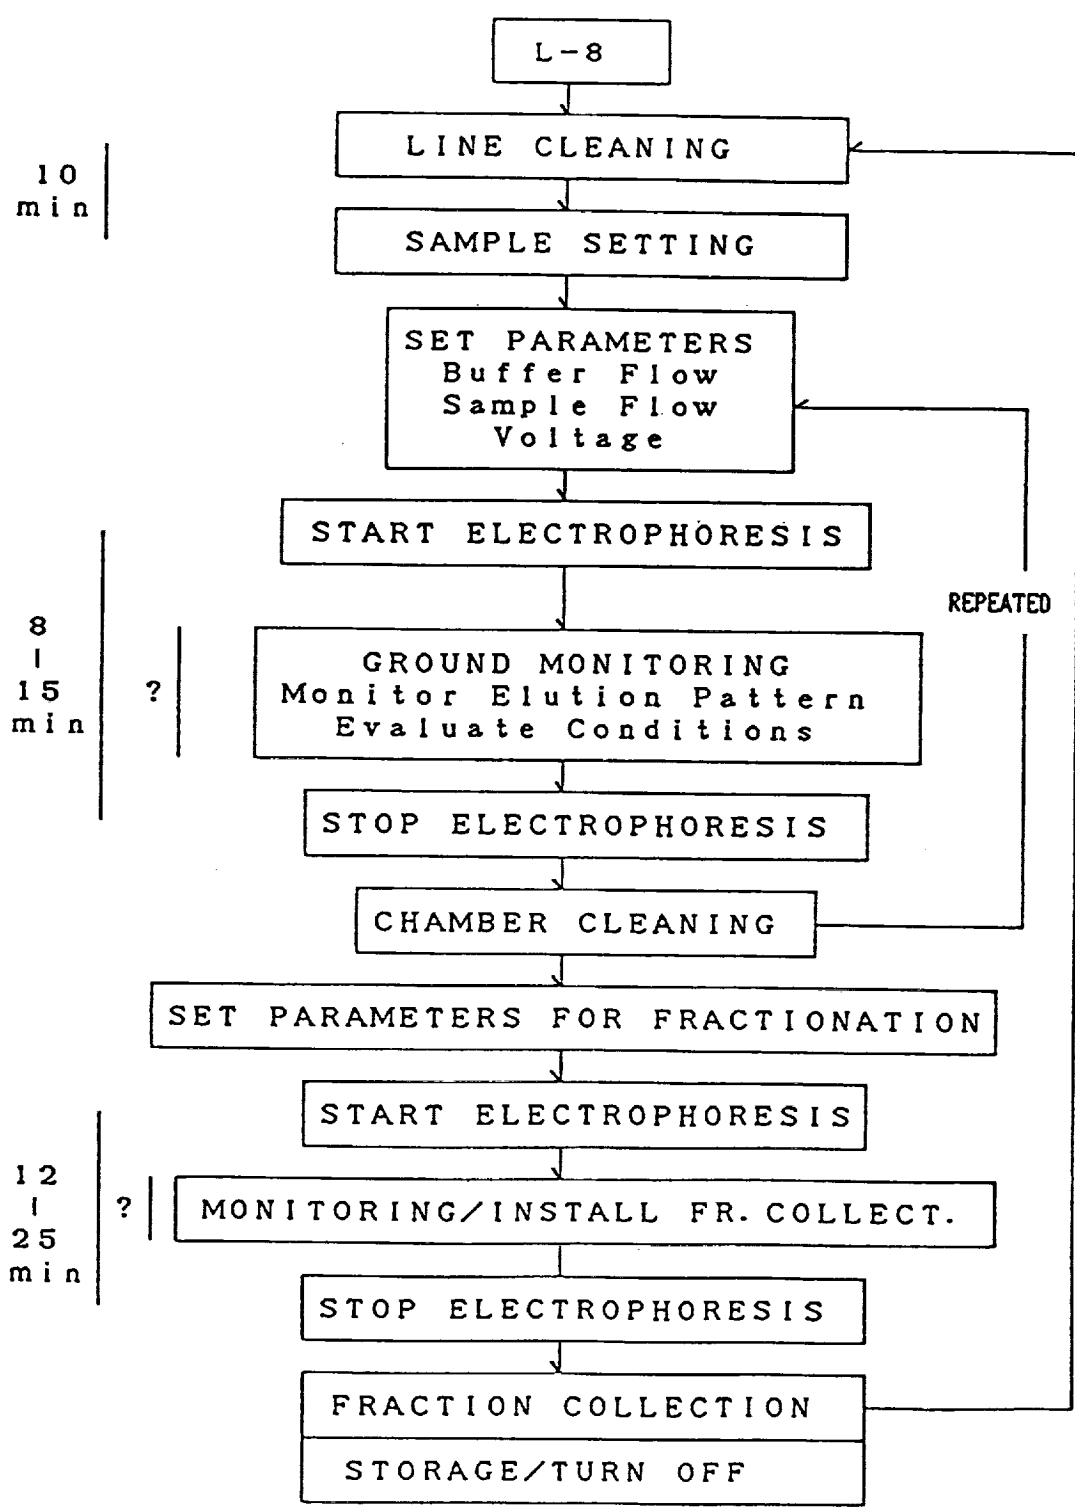 L-8
LINE CLEANING
10
min
SAMPLE SETTING
SET PARAMETERS
Buffer Flow
Sample Flow
Voltage
START ELECTROPHORESIS
REPEATED
8
-
15
min
?
GROUND MONITORING
Monitor Elution Pattern
Evaluate Conditions
STOP ELECTROPHORESIS
CHAMBER CLEANING
SET PARAMETERS FOR FRACTIONATION
START ELECTROPHORESIS
12
-
25
min
?
MONITORING/INSTALL FR. COLLECT.
STOP ELECTROPHORESIS
FRACTION COLLECTION
STORAGE/TURN OFF